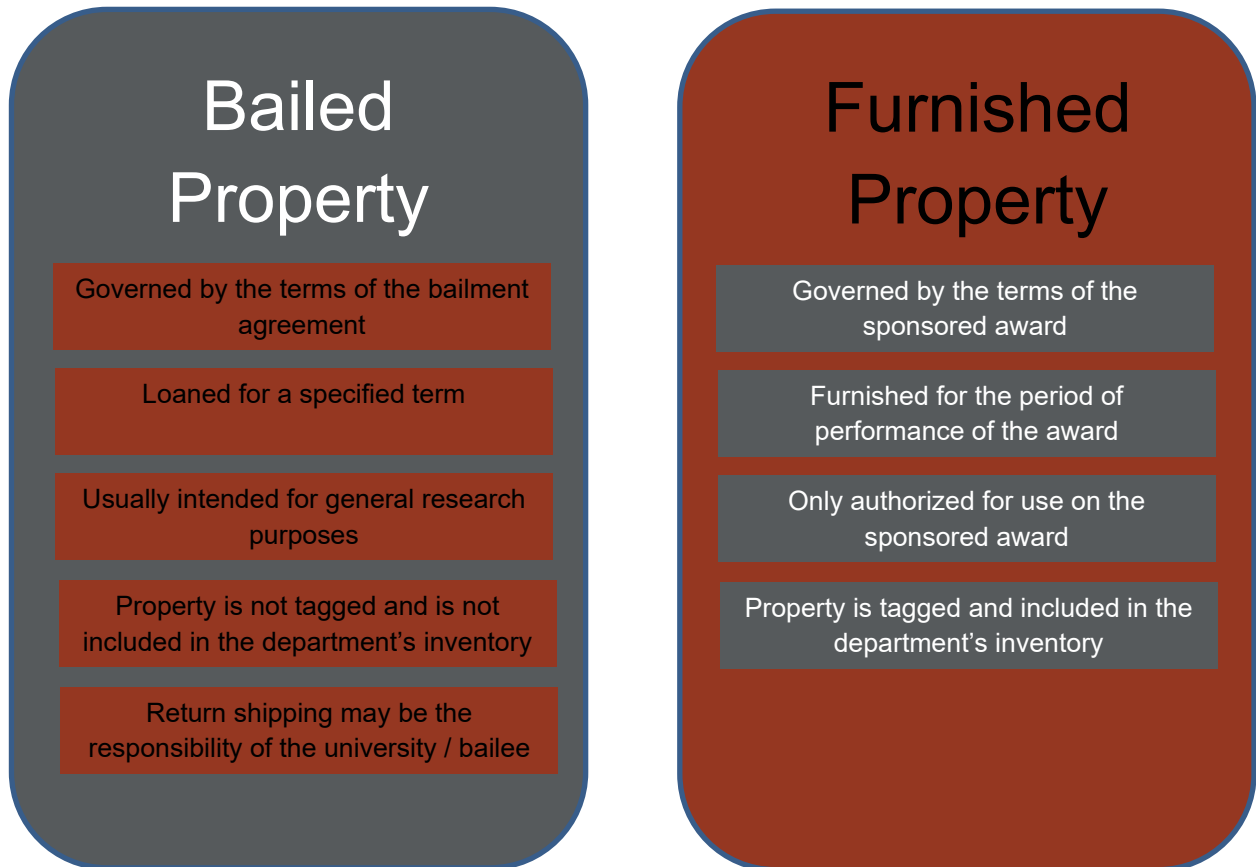 Bailed
Property
Governed by the terms of the bailment
agreement
Loaned for a specified term
Usually intended for general research
purposes
Property is not tagged and is not
included in the department’s inventory
Return shipping may be the
responsibility of the university / bailee
Furnished
Property
Governed by the terms of the
sponsored award
Furnished for the period of
performance of the award
Only authorized for use on the
sponsored award
Property is tagged and included in the
department’s inventory